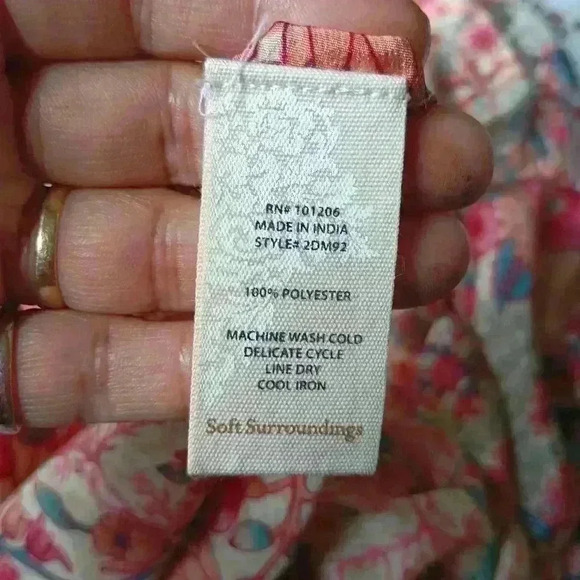 RN# 101206
MADE IN INDIA
STYLE# 2DM92
100% POLYESTER
MACHINE WASH COLD
DELICATE CYCLE
LINE DRY
COOL IRON
Soft Surroundings